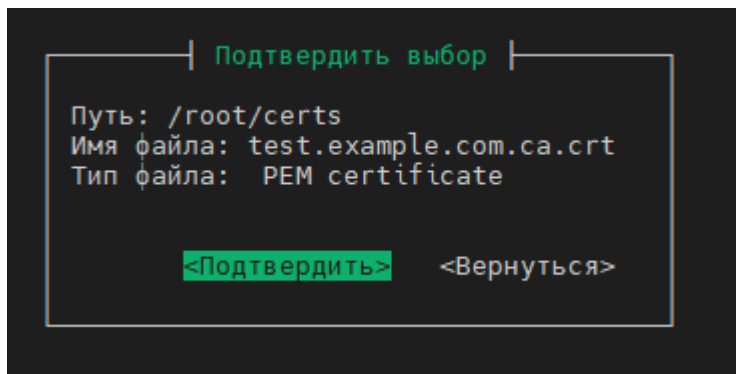 Подтвердить выбор
Путь: /root/certs
Имя файла: test.example.com.ca.crt
Тип файла:  PEM certificate
<Подтвердить> <Вернуться>